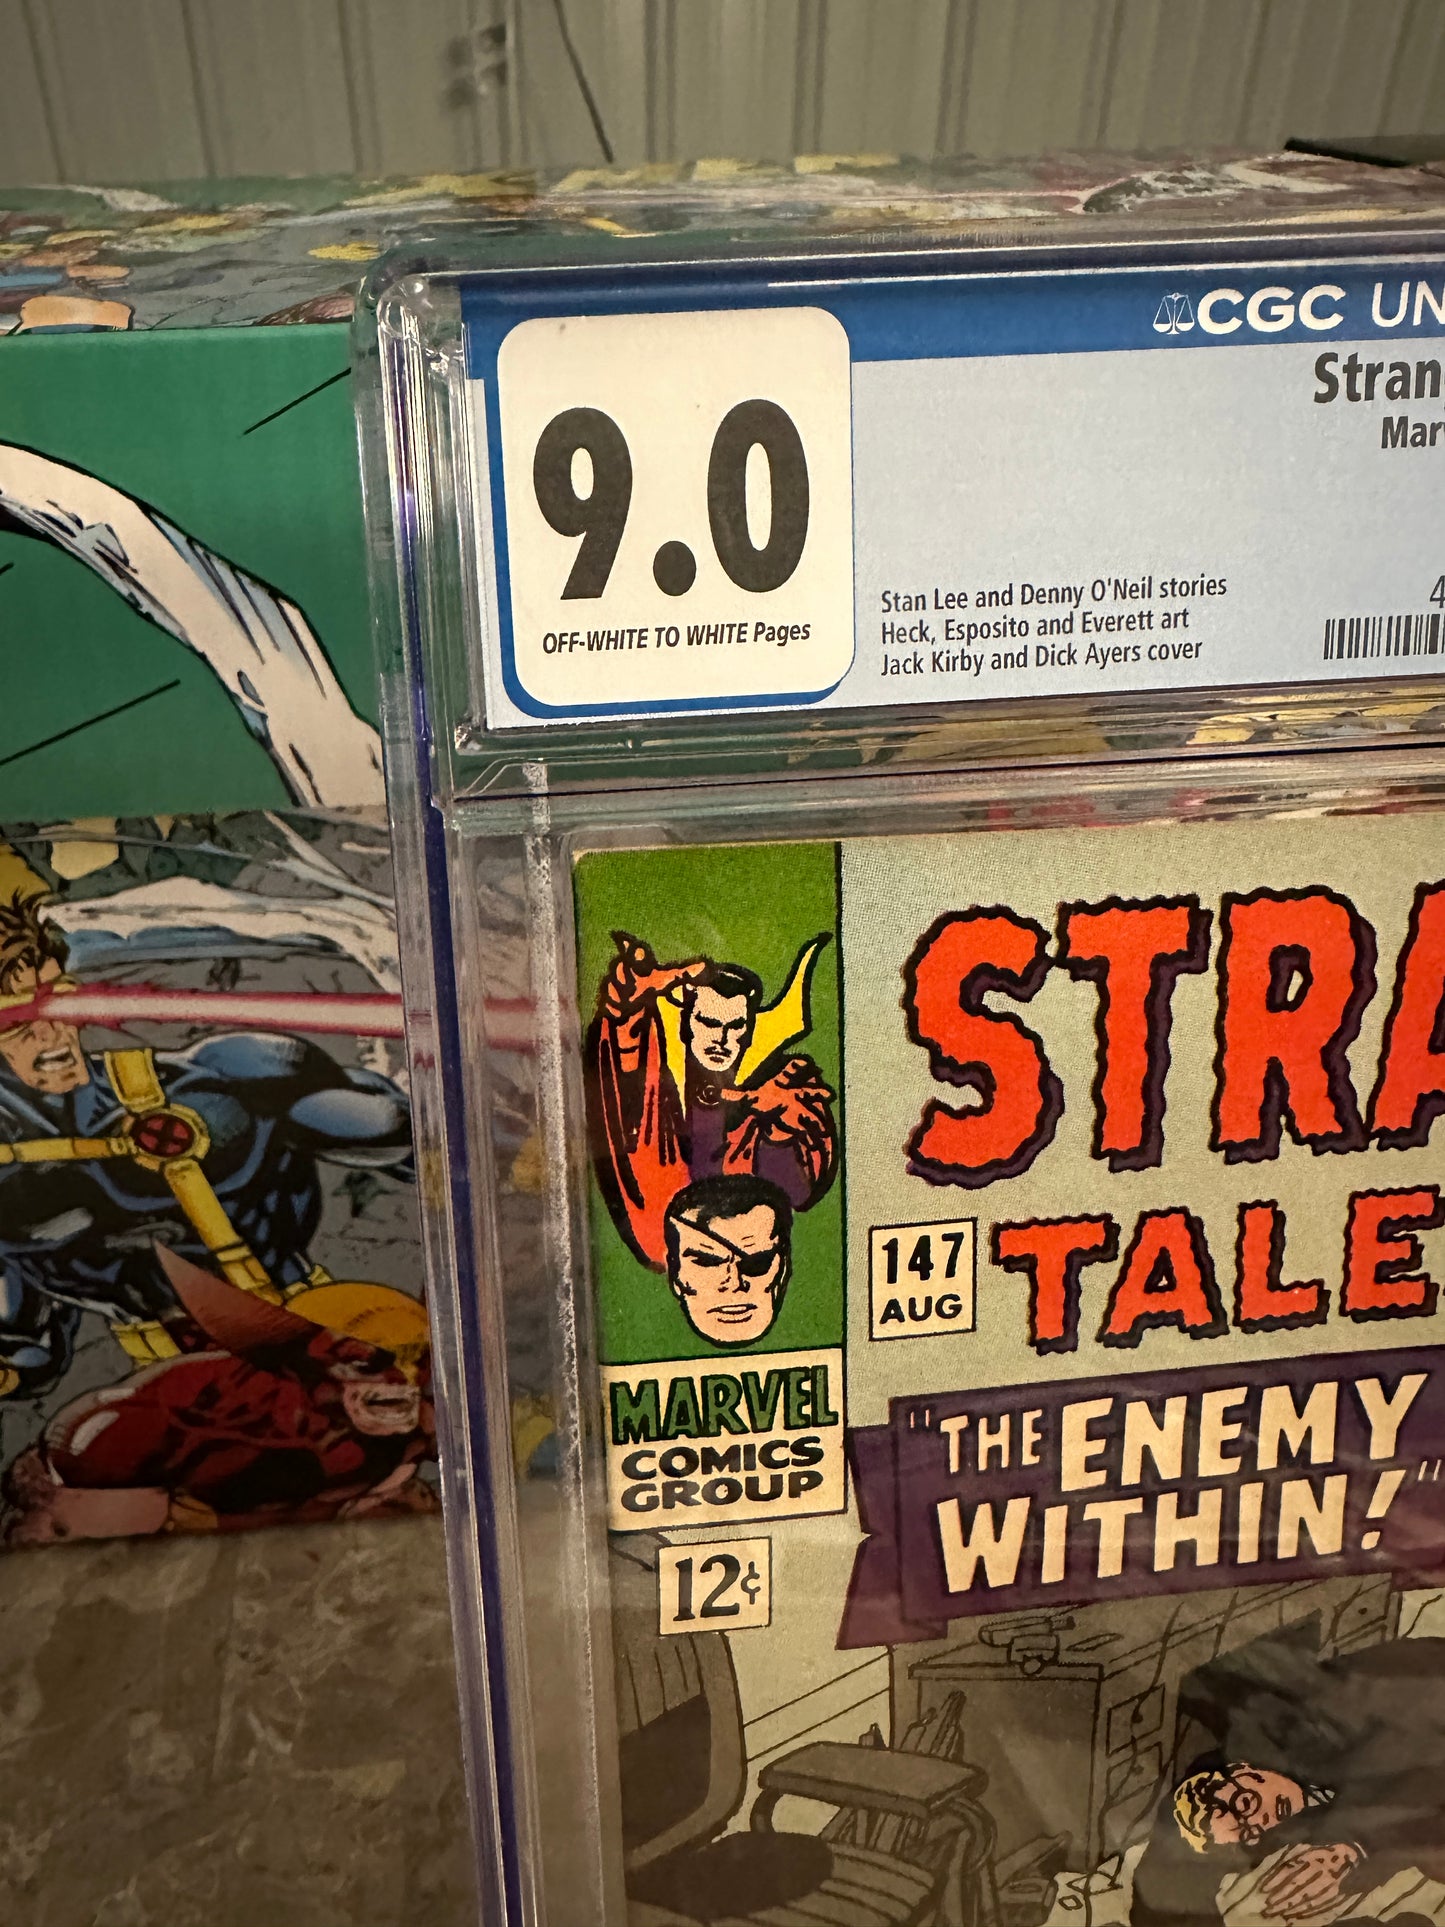 CGC UN
Stran
Mar
9.0
OFF-WHITE TO WHITE Pages
Stan Lee and Denny O'Neil stories
Heck, Esposito and Everett art
Jack Kirby and Dick Ayers cover
4
STRA
147
AUG
TALE
MARVEL
COMICS
GROUP
12¢
"THE ENEMY
WITHIN!"